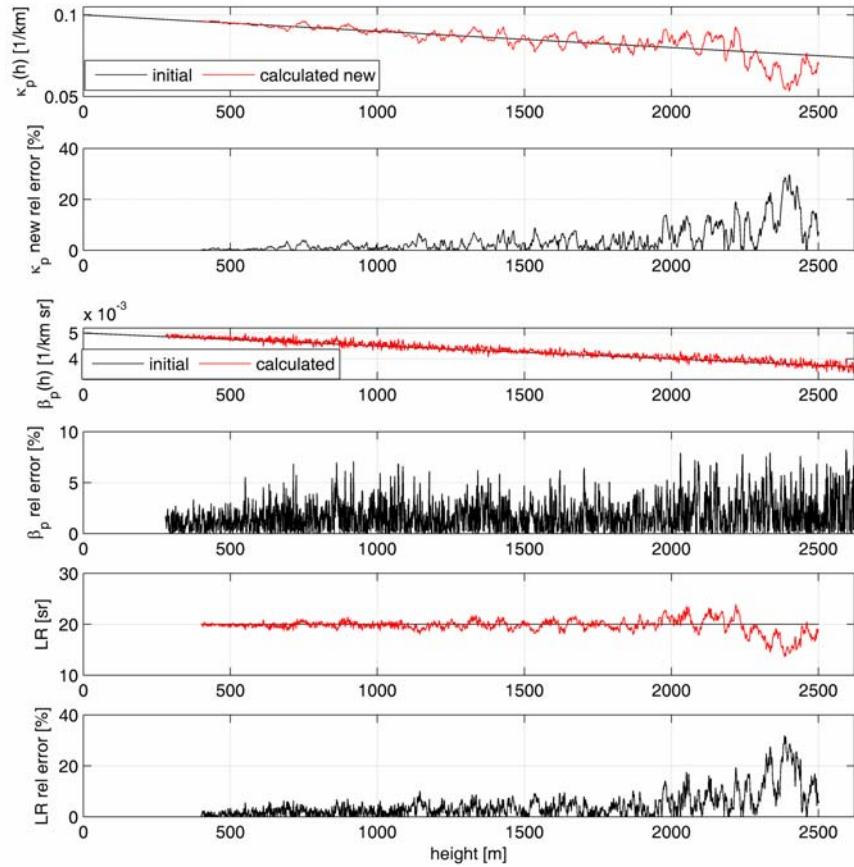 0.1
0.05
κp(h) [1/km]
initial
calculated new
0 500 1000 1500 2000 2500
40
20
0
κp new rel error [%]
0 500 1000 1500 2000 2500
x 10-3
5
4
βp(h) [1/km sr]
initial
calculated
0 500 1000 1500 2000 2500
10
5
0
βp rel error [%]
0 500 1000 1500 2000 2500
30
20
10
LR [sr]
0 500 1000 1500 2000 2500
40
20
0
LR rel error [%]
0 500 1000 1500 2000 2500
height [m]